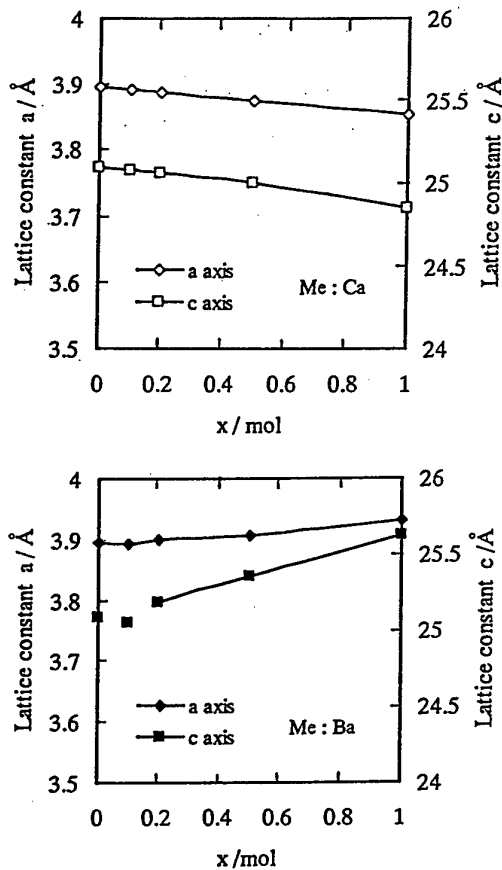 4
3.9
3.8
3.7
3.6
3.5
Lattice constant a / Å
26
25.5
25
24.5
24
Lattice constant c / Å
a axis
c axis
Me : Ca
0 0.2 0.4 0.6 0.8 1
x / mol
4
3.9
3.8
3.7
3.6
3.5
Lattice constant a / Å
26
25.5
25
24.5
24
Lattice constant c / Å
a axis
c axis
Me : Ba
0 0.2 0.4 0.6 0.8 1
x / mol